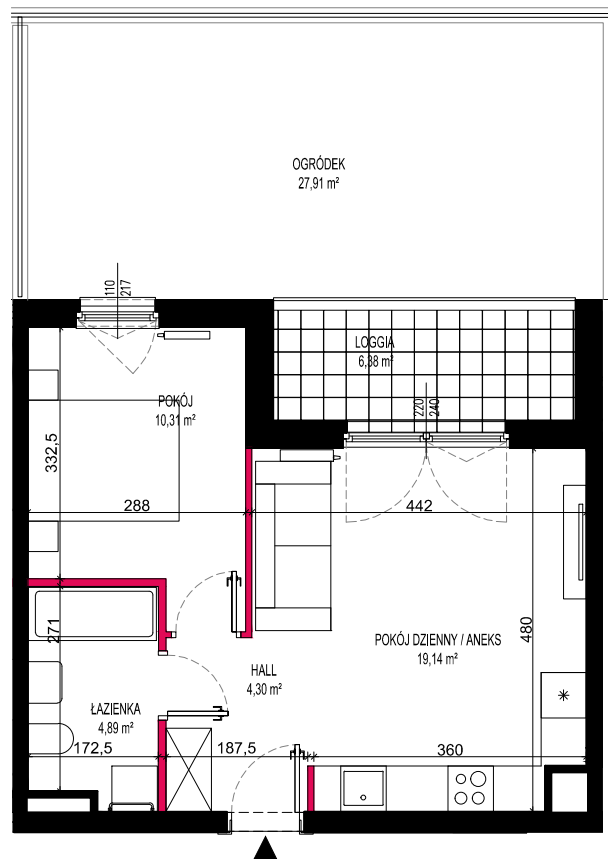 OGRÓDEK
27,91 m²
110
217
LOGGIA
6,38 m²
POKÓJ
10,31 m²
220
240
332,5
288
442
271
480
POKÓJ DZIENNY / ANEKS
19,14 m²
HALL
4,30 m²
ŁAZIENKA
4,89 m²
172,5
187,5
360